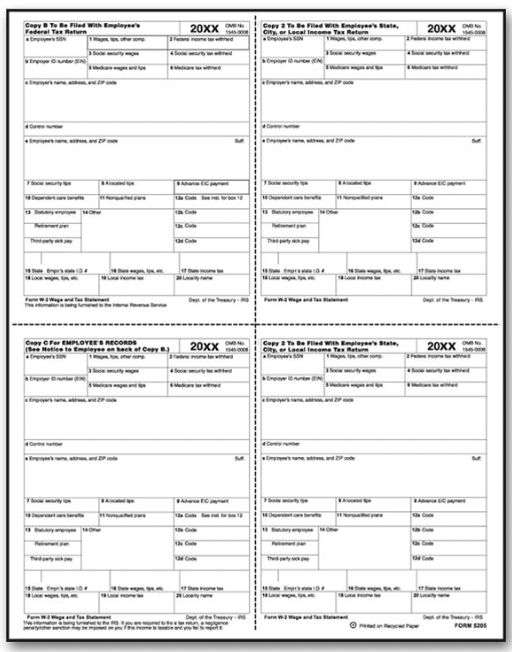 Copy B To Be Filed With Employee's
Federal Tax Return
20XX
OMB No.
1545-0008
a Employee's SSN
1 Wages, tips, other comp.
2 Federal income tax withheld
3 Social security wages
4 Social security tax withheld
b Employer ID number (EIN)
5 Medicare wages and tips
6 Medicare tax withheld
c Employer's name, address, and ZIP code
d Control number
e Employee's name, address, and ZIP code
Suff.
7 Social security tips
8 Allocated tips
9 Advance EIC payment
10 Dependent care benefits
11 Nonqualified plans
12a Code See inst. for box 12
13 Statutory employee
14 Other
12b Code
Retirement plan
12c Code
Third-party sick pay
12d Code
15 State Empr's state I.D. #
16 State wages, tips, etc.
17 State income tax
18 Local wages, tips, etc.
19 Local income tax
20 Locality name
Form W-2 Wage and Tax Statement
Dept. of the Treasury - IRS
This information is being furnished to the Internal Revenue Service
Copy 2 To Be Filed With Employee's State,
City, or Local Income Tax Return
20XX
OMB No.
1545-0008
a Employee's SSN
1 Wages, tips, other comp.
2 Federal income tax withheld
3 Social security wages
4 Social security tax withheld
b Employer ID number (EIN)
5 Medicare wages and tips
6 Medicare tax withheld
c Employer's name, address, and ZIP code
d Control number
e Employee's name, address, and ZIP code
Suff.
7 Social security tips
8 Allocated tips
9 Advance EIC payment
10 Dependent care benefits
11 Nonqualified plans
12a Code
13 Statutory employee
14 Other
12b Code
Retirement plan
12c Code
Third-party sick pay
12d Code
15 State Empr's state I.D. #
16 State wages, tips, etc.
17 State income tax
18 Local wages, tips, etc.
19 Local income tax
20 Locality name
Form W-2 Wage and Tax Statement
Dept. of the Treasury - IRS
Copy C For EMPLOYEE'S RECORDS
(See Notice to Employee on back of Copy B.)
20XX
OMB No.
1545-0008
a Employee's SSN
1 Wages, tips, other comp.
2 Federal income tax withheld
3 Social security wages
4 Social security tax withheld
b Employer ID number (EIN)
5 Medicare wages and tips
6 Medicare tax withheld
c Employer's name, address, and ZIP code
d Control number
e Employee's name, address, and ZIP code
Suff.
7 Social security tips
8 Allocated tips
9 Advance EIC payment
10 Dependent care benefits
11 Nonqualified plans
12a Code See inst. for box 12
13 Statutory employee
14 Other
12b Code
Retirement plan
12c Code
Third-party sick pay
12d Code
15 State Empr's state I.D. #
16 State wages, tips, etc.
17 State income tax
18 Local wages, tips, etc.
19 Local income tax
20 Locality name
Form W-2 Wage and Tax Statement
Dept. of the Treasury - IRS
This information is being furnished to the IRS. If you are required to file a tax return, a negligence
penalty/other sanction may be imposed on you if this income is taxable and you fail to report it.
Copy 2 To Be Filed With Employee's State,
City, or Local Income Tax Return
20XX
OMB No.
1545-0008
a Employee's SSN
1 Wages, tips, other comp.
2 Federal income tax withheld
3 Social security wages
4 Social security tax withheld
b Employer ID number (EIN)
5 Medicare wages and tips
6 Medicare tax withheld
c Employer's name, address, and ZIP code
d Control number
e Employee's name, address, and ZIP code
Suff.
7 Social security tips
8 Allocated tips
9 Advance EIC payment
10 Dependent care benefits
11 Nonqualified plans
12a Code
13 Statutory employee
14 Other
12b Code
Retirement plan
12c Code
Third-party sick pay
12d Code
15 State Empr's state I.D. #
16 State wages, tips, etc.
17 State income tax
18 Local wages, tips, etc.
19 Local income tax
20 Locality name
Form W-2 Wage and Tax Statement
Dept. of the Treasury - IRS
Printed on Recycled Paper
FORM 5205